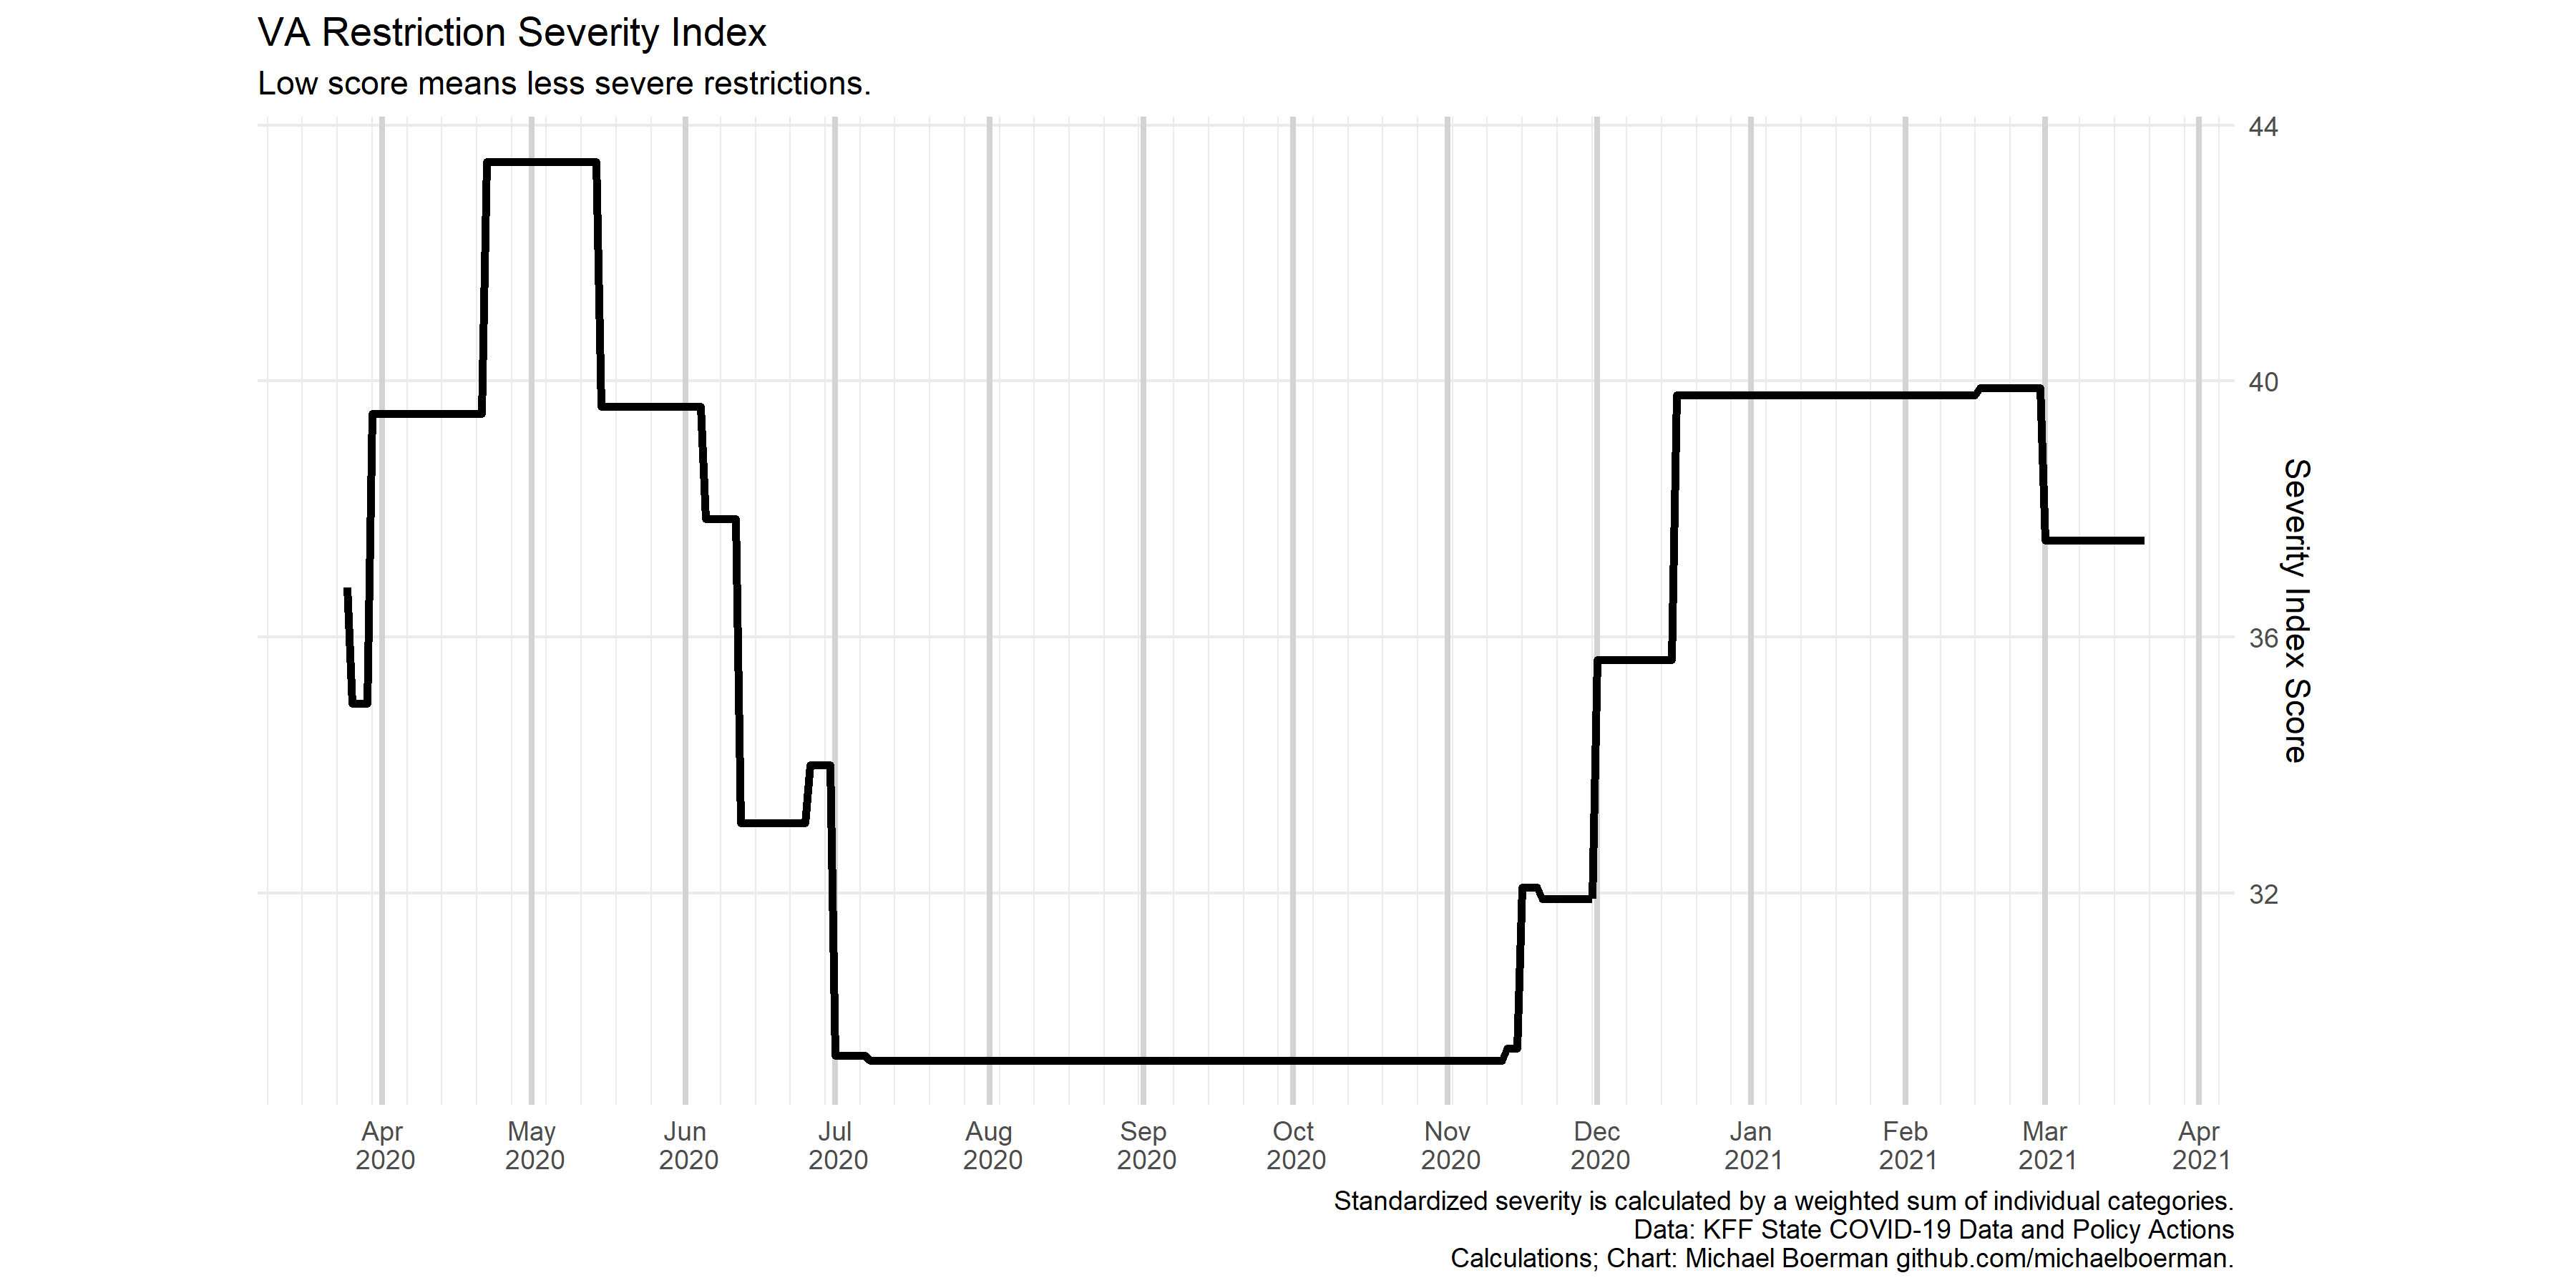 VA Restriction Severity Index
Low score means less severe restrictions.
44
40
36
32
Severity Index Score
Apr May Jun Jul Aug Sep Oct Nov Dec Jan Feb Mar Apr
2020 2020 2020 2020 2020 2020 2020 2020 2020 2021 2021 2021 2021
Standardized severity is calculated by a weighted sum of individual categories.
Data: KFF State COVID-19 Data and Policy Actions
Calculations; Chart: Michael Boerman github.com/michaelboerman.